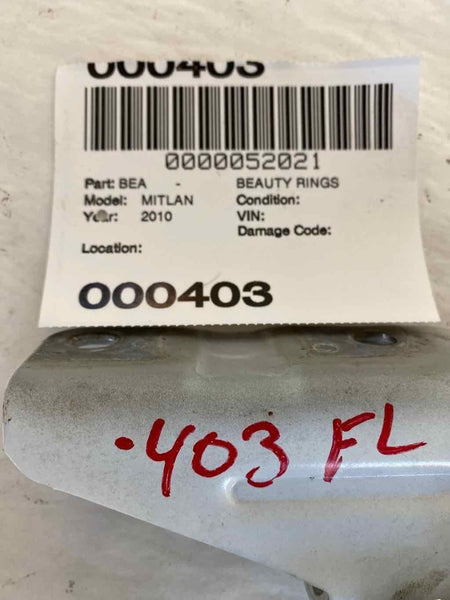 000403
0000052021
Part: BEA - BEAUTY RINGS
Model: MITLAN Condition:
Year: 2010 VIN:
Damage Code:
Location:
000403
.403 FL